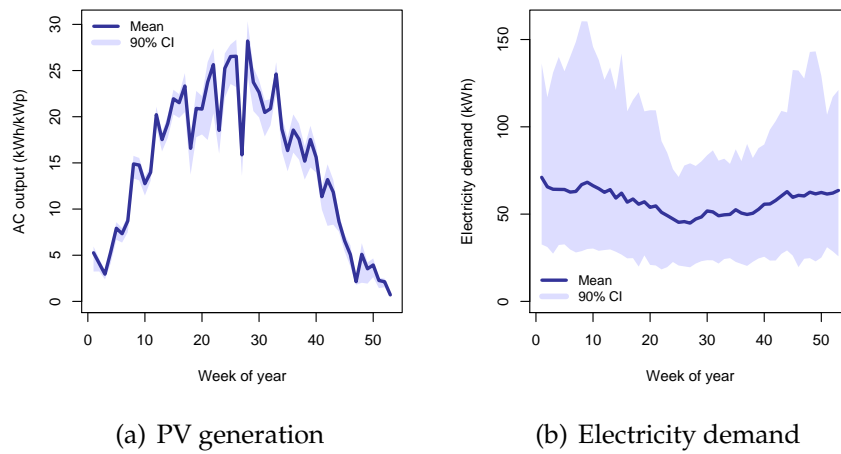 AC output (kWh/kWp)
30
25
20
15
10
5
0
Mean
90% CI
0 10 20 30 40 50
Week of year
(a) PV generation
Electricity demand (kWh)
150
100
50
0
Mean
90% CI
0 10 20 30 40 50
Week of year
(b) Electricity demand